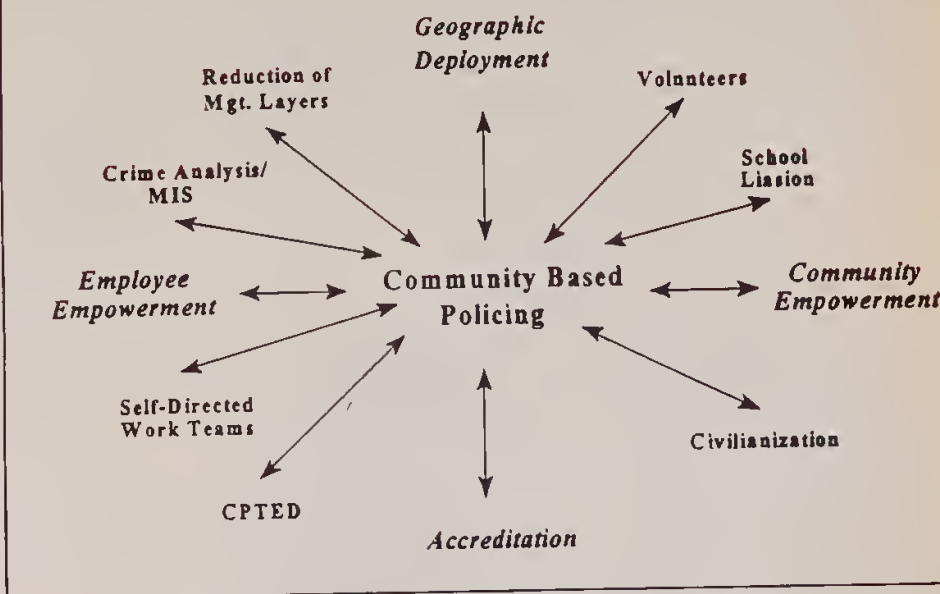 Geographic
Deployment
Reduction of
Mgt. Layers
Volunteers
Crime Analysis/
MIS
School
Liasion
Employee
Empowerment
Community Based
Policing
Community
Empowerment
Self-Directed
Work Teams
Civilianization
CPTED
Accreditation